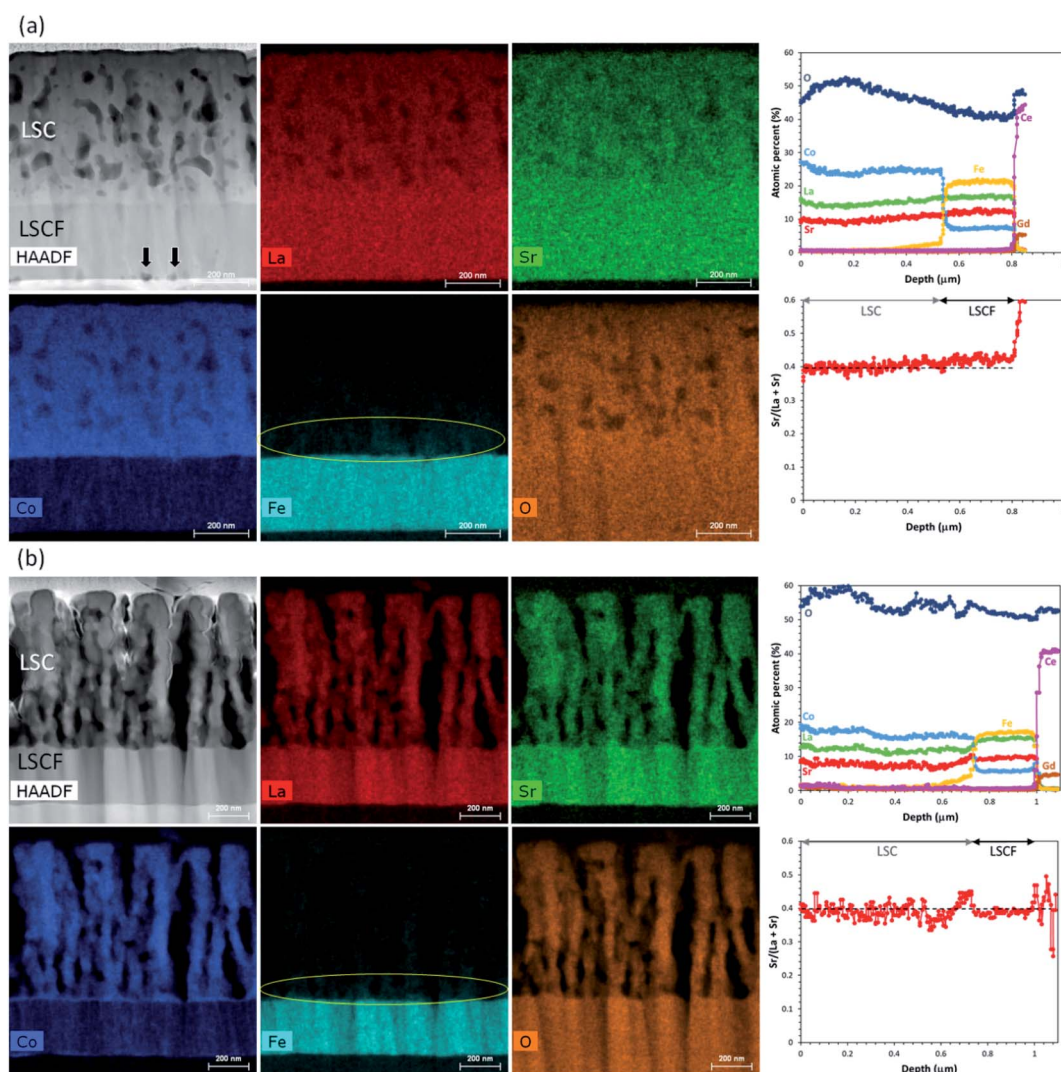 (a)
LSC
LSCF
HAADF
200 nm
La
200 nm
Sr
200 nm
Atomic percent (%)
60
50
40
30
20
10
0
O
Co
La
Sr
Fe
Ce
Gd
0 0.2 0.4 0.6 0.8 1
Depth (µm)
Co
200 nm
Fe
200 nm
O
200 nm
Sr/(La + Sr)
0.6
0.5
0.4
0.3
0.2
0.1
0
LSC
LSCF
0 0.2 0.4 0.6 0.8 1
Depth (µm)
(b)
LSC
LSCF
HAADF
200 nm
La
200 nm
Sr
200 nm
Atomic percent (%)
60
50
40
30
20
10
0
O
Co
La
Sr
Fe
Ce
Gd
0 0.2 0.4 0.6 0.8 1
Depth (µm)
Co
200 nm
Fe
200 nm
O
200 nm
Sr/(La + Sr)
0.6
0.5
0.4
0.3
0.2
0.1
0.0
LSC
LSCF
0 0.2 0.4 0.6 0.8 1
Depth (µm)